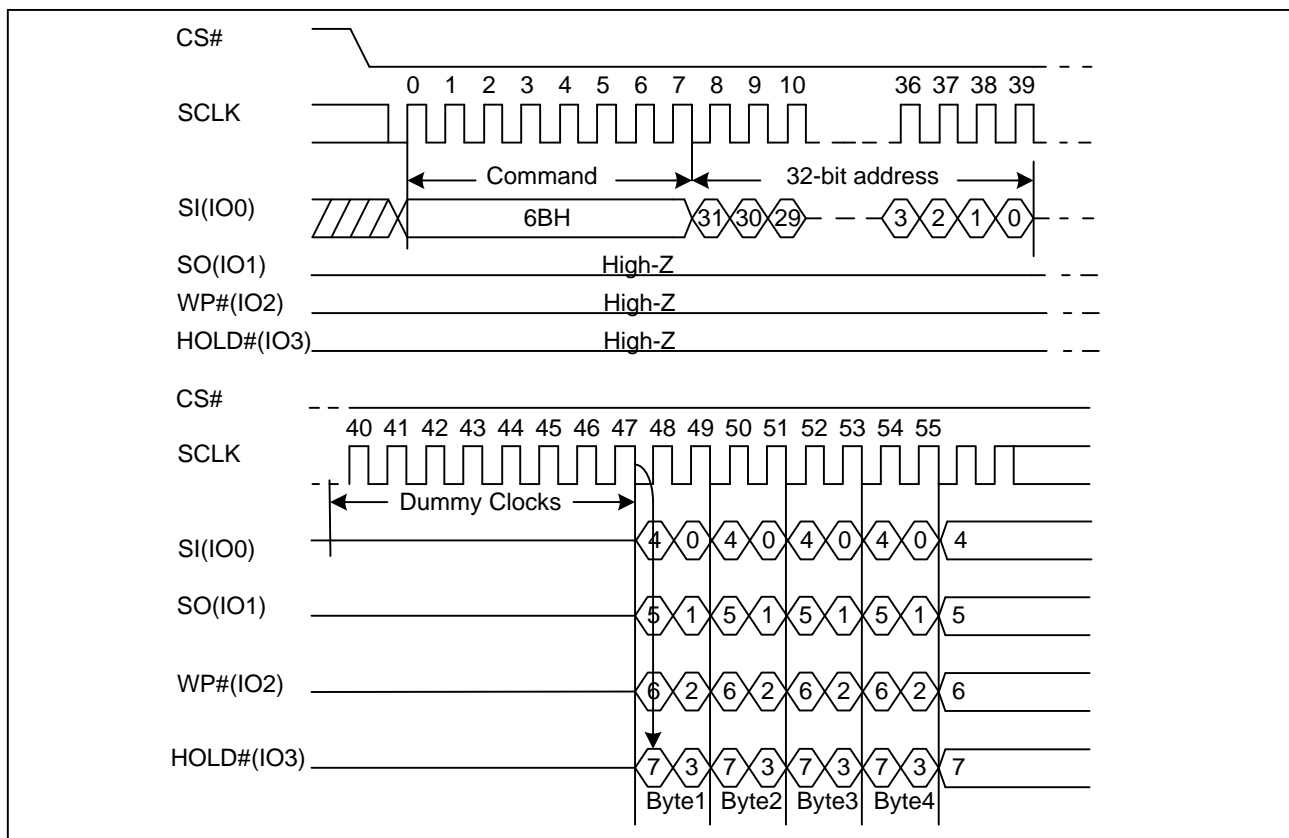 CS#
0 1 2 3 4 5 6 7 8 9 10 36 37 38 39
SCLK
Command 32-bit address
SI(IO0) 6BH 31 30 29 3 2 1 0
SO(IO1) High-Z
WP#(IO2) High-Z
HOLD#(IO3) High-Z
CS#
40 41 42 43 44 45 46 47 48 49 50 51 52 53 54 55
SCLK
Dummy Clocks
SI(IO0) 4 0 4 0 4 0 4 0 4
SO(IO1) 5 1 5 1 5 1 5 1 5
WP#(IO2) 6 2 6 2 6 2 6 2 6
HOLD#(IO3) 7 3 7 3 7 3 7 3 7
Byte1 Byte2 Byte3 Byte4